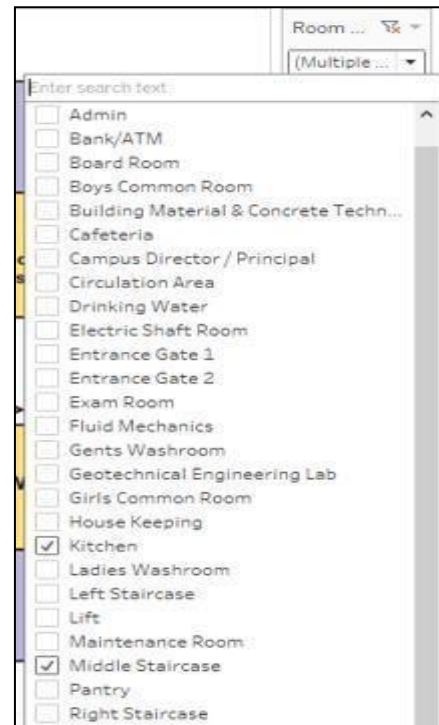 Room ...
(Multiple ...
Enter search text
Admin
Bank/ATM
Board Room
Boys Common Room
Building Material & Concrete Techn...
Cafeteria
Campus Director / Principal
Circulation Area
Drinking Water
Electric Shaft Room
Entrance Gate 1
Entrance Gate 2
Exam Room
Fluid Mechanics
Gents Washroom
Geotechnical Engineering Lab
Girls Common Room
House Keeping
Kitchen
Ladies Washroom
Left Staircase
Lift
Maintenance Room
Middle Staircase
Pantry
Right Staircase